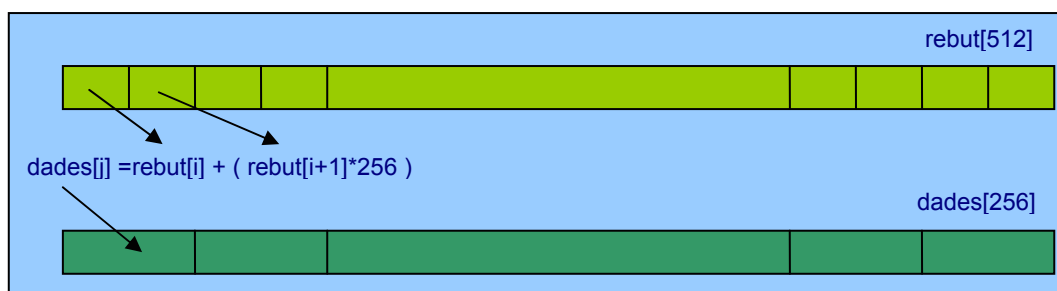 rebut[512]
dades[j] =rebut[i] + ( rebut[i+1]*256 )
dades[256]